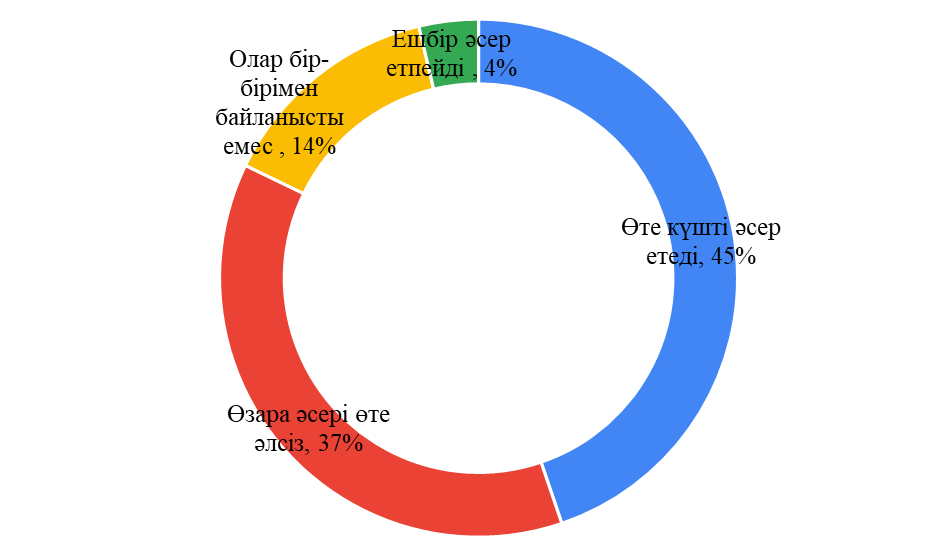 Ешбір әсер
етпейді , 4%
Олар бір-
бірімен
байланысты
емес , 14%
Өте күшті әсер
етеді, 45%
Өзара әсері өте
әлсіз, 37%